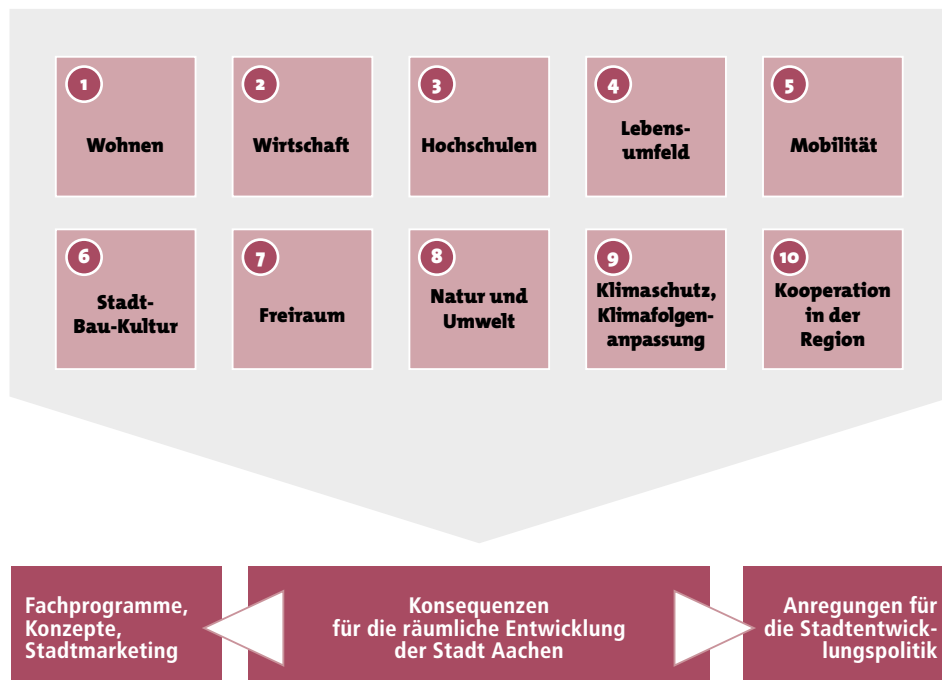 1
Wohnen
2
Wirtschaft
3
Hochschulen
4
Lebens-
umfeld
5
Mobilität
6
Stadt-
Bau-Kultur
7
Freiraum
8
Natur und
Umwelt
9
Klimaschutz,
Klimafolgen-
anpassung
10
Kooperation
in der
Region
Fachprogramme,
Konzepte,
Stadtmarketing
Konsequenzen
für die räumliche Entwicklung
der Stadt Aachen
Anregungen für
die Stadtentwick-
lungspolitik